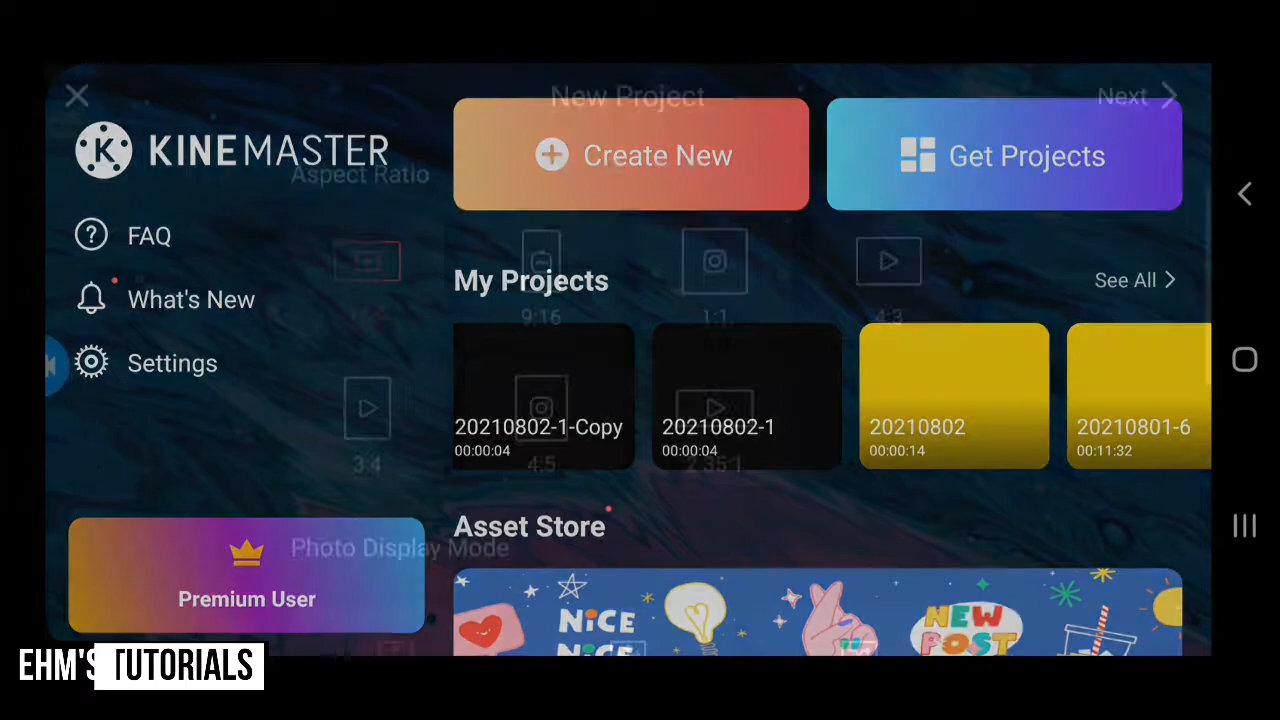 New Project
Next
KINEMASTER
Aspect Ratio
Create New
Get Projects
FAQ
What's New
Settings
My Projects
See All
9:16
1:1
4:3
20210802-1-Copy
00:00:04
20210802-1
00:00:04
20210802
00:00:14
20210801-6
00:11:32
3:4
4:5
2.35:1
Asset Store
Photo Display Mode
Premium User
NICE
NICE
NEW
POST
EHM'S TUTORIALS